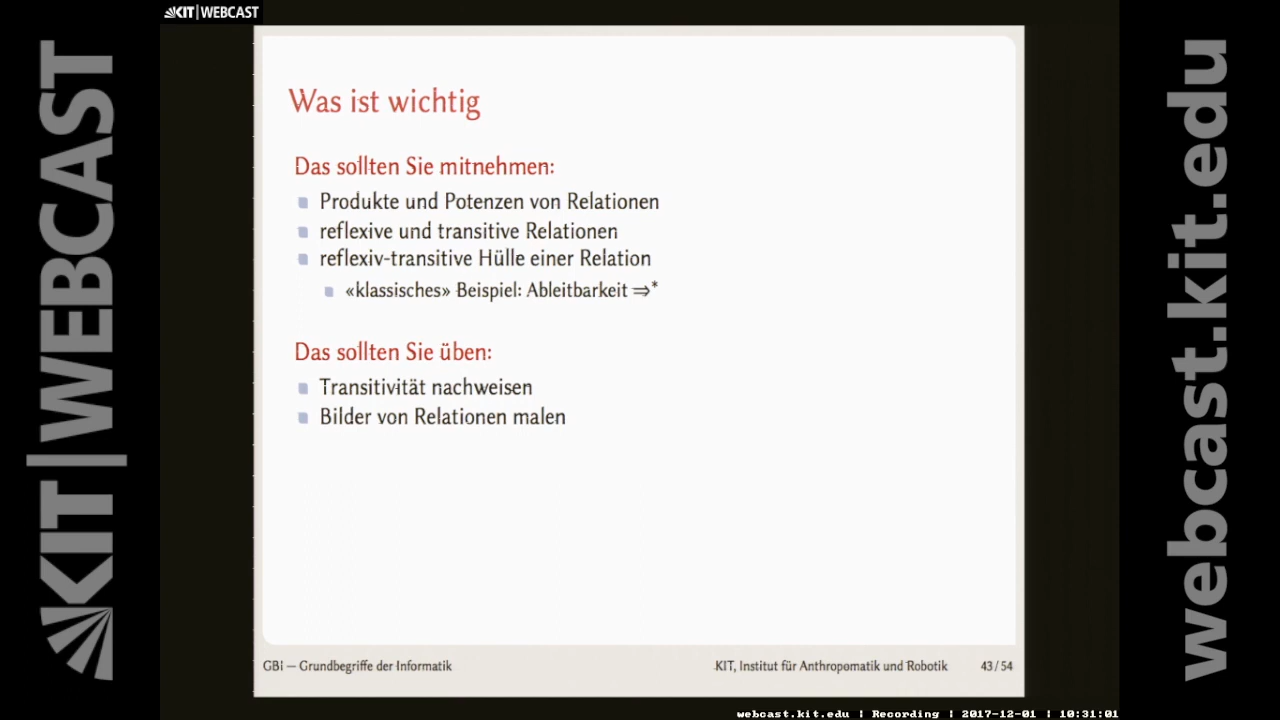 KIT|WEBCAST
KIT|WEBCAST
webcast.kit.edu
Was ist wichtig
Das sollten Sie mitnehmen:
Produkte und Potenzen von Relationen
reflexive und transitive Relationen
reflexiv-transitive Hülle einer Relation
«klassisches» Beispiel: Ableitbarkeit ⇒*
Das sollten Sie üben:
Transitivität nachweisen
Bilder von Relationen malen
GBI — Grundbegriffe der Informatik
KIT, Institut für Anthropomatik und Robotik 43 / 54
webcast.kit.edu | Recording | 2017-12-01 | 10:31:01